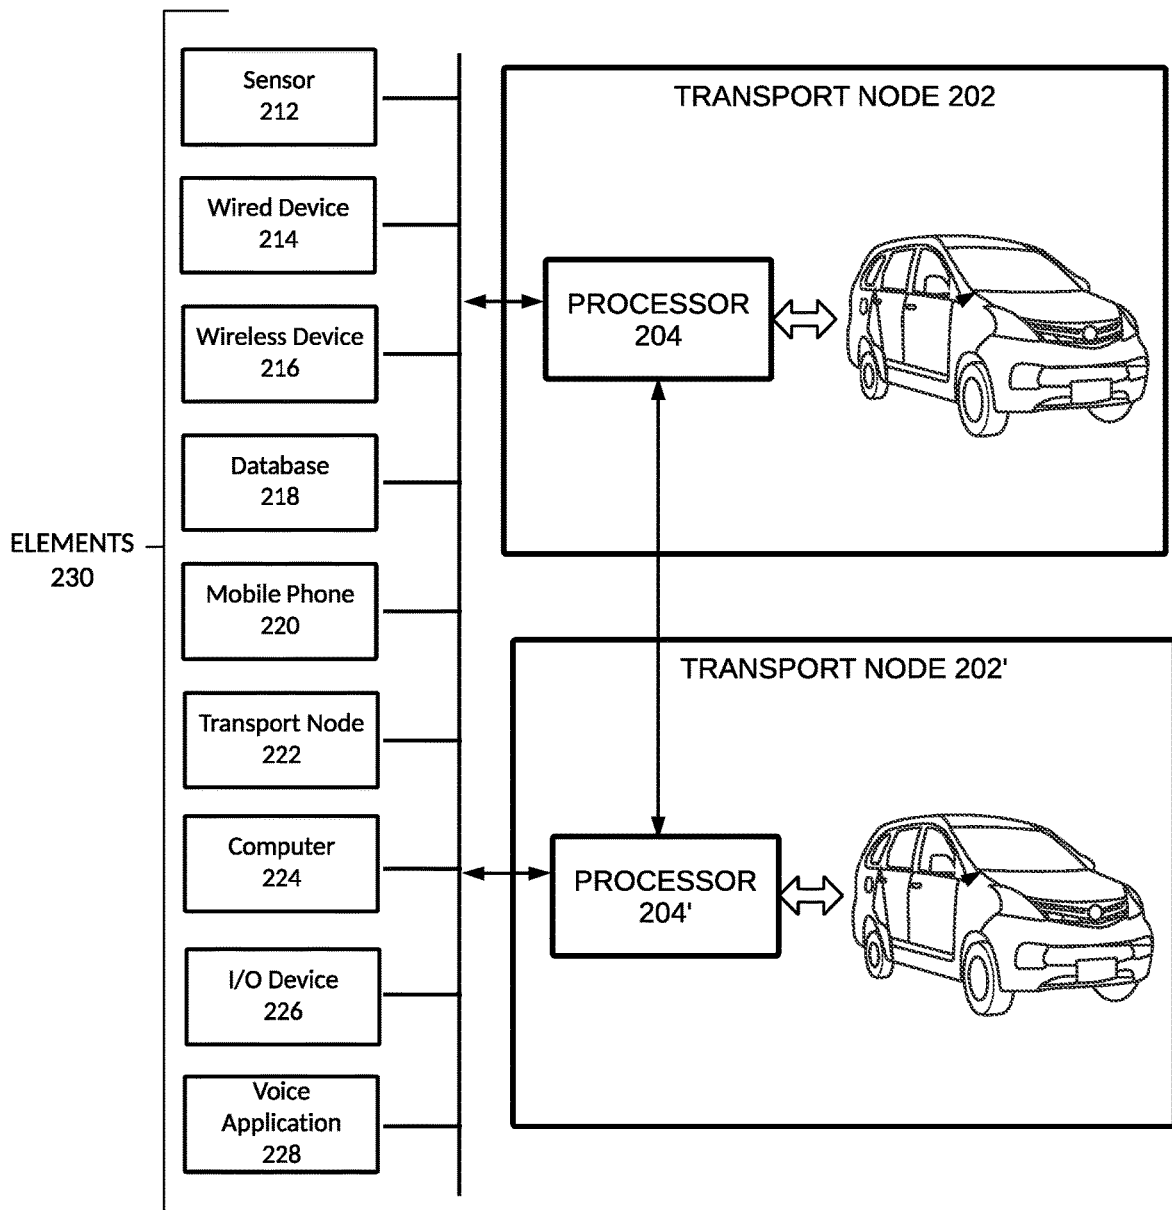 ELEMENTS
230
Sensor
212
Wired Device
214
Wireless Device
216
Database
218
Mobile Phone
220
Transport Node
222
Computer
224
I/O Device
226
Voice
Application
228
TRANSPORT NODE 202
PROCESSOR
204
TRANSPORT NODE 202'
PROCESSOR
204'